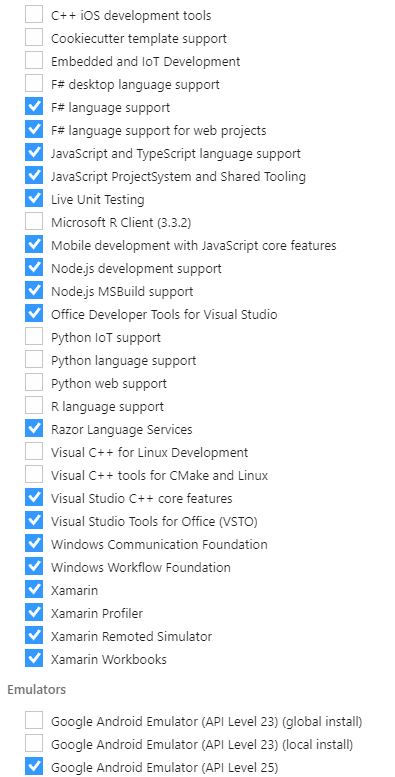 C++ iOS development tools
Cookiecutter template support
Embedded and IoT Development
F# desktop language support
F# language support
F# language support for web projects
JavaScript and TypeScript language support
JavaScript ProjectSystem and Shared Tooling
Live Unit Testing
Microsoft R Client (3.3.2)
Mobile development with JavaScript core features
Node.js development support
Node.js MSBuild support
Office Developer Tools for Visual Studio
Python IoT support
Python language support
Python web support
R language support
Razor Language Services
Visual C++ for Linux Development
Visual C++ tools for CMake and Linux
Visual Studio C++ core features
Visual Studio Tools for Office (VSTO)
Windows Communication Foundation
Windows Workflow Foundation
Xamarin
Xamarin Profiler
Xamarin Remoted Simulator
Xamarin Workbooks
Emulators
Google Android Emulator (API Level 23) (global install)
Google Android Emulator (API Level 23) (local install)
Google Android Emulator (API Level 25)